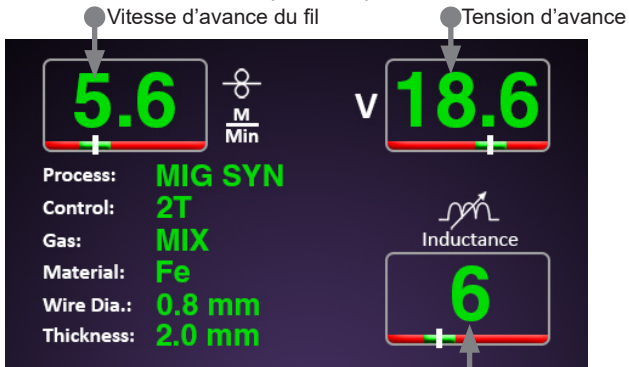 Vitesse d’avance du fil
Tension d’avance
5.6
M
Min
V 18.6
Process: MIG SYN
Control: 2T
Gas: MIX
Material: Fe
Wire Dia.: 0.8 mm
Thickness: 2.0 mm
Inductance
6